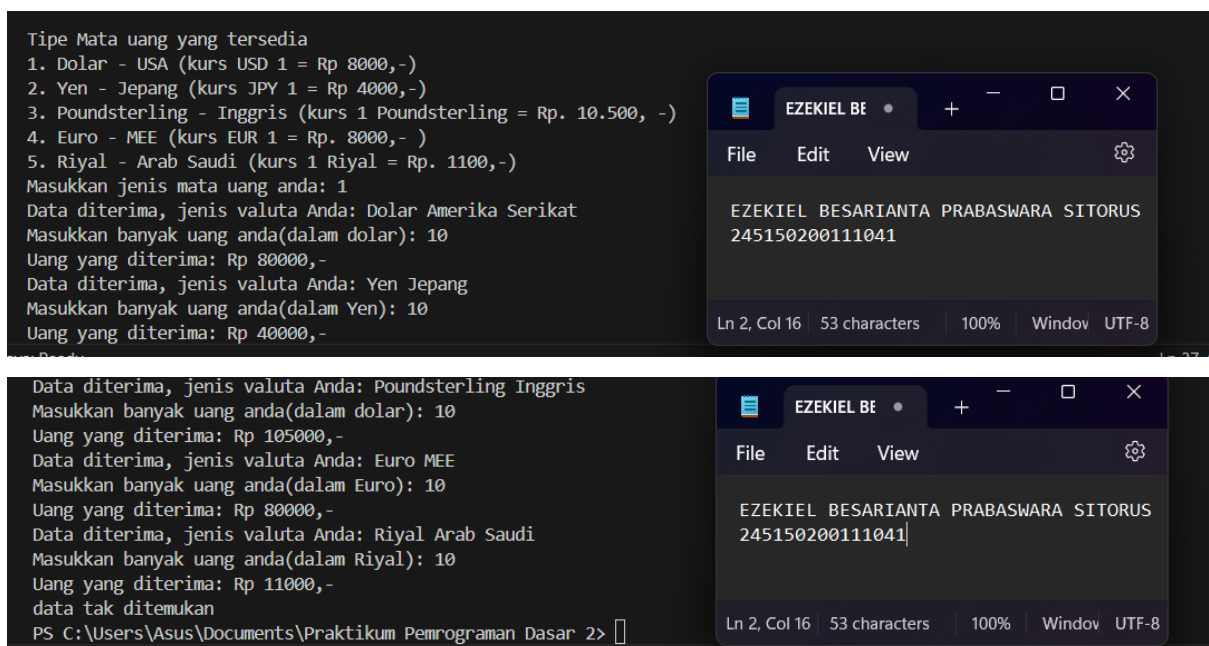 Tipe Mata uang yang tersedia
1. Dolar - USA (kurs USD 1 = Rp 8000,-)
2. Yen - Jepang (kurs JPY 1 = Rp 4000,-)
3. Poundsterling - Inggris (kurs 1 Poundsterling = Rp. 10.500, -)
4. Euro - MEE (kurs EUR 1 = Rp. 8000,- )
5. Riyal - Arab Saudi (kurs 1 Riyal = Rp. 1100,-)
Masukkan jenis mata uang anda: 1
Data diterima, jenis valuta Anda: Dolar Amerika Serikat
Masukkan banyak uang anda(dalam dolar): 10
Uang yang diterima: Rp 80000,-
Data diterima, jenis valuta Anda: Yen Jepang
Masukkan banyak uang anda(dalam Yen): 10
Uang yang diterima: Rp 40000,-
EZEKIEL BE
File Edit View
EZEKIEL BESARIANTA PRABASWARA SITORUS
245150200111041
Ln 2, Col 16 53 characters 100% Window UTF-8
Data diterima, jenis valuta Anda: Poundsterling Inggris
Masukkan banyak uang anda(dalam dolar): 10
Uang yang diterima: Rp 105000,-
Data diterima, jenis valuta Anda: Euro MEE
Masukkan banyak uang anda(dalam Euro): 10
Uang yang diterima: Rp 80000,-
Data diterima, jenis valuta Anda: Riyal Arab Saudi
Masukkan banyak uang anda(dalam Riyal): 10
Uang yang diterima: Rp 11000,-
data tak ditemukan
PS C:\Users\Asus\Documents\Praktikum Pemrograman Dasar 2>
EZEKIEL BE
File Edit View
EZEKIEL BESARIANTA PRABASWARA SITORUS
245150200111041
Ln 2, Col 16 53 characters 100% Window UTF-8